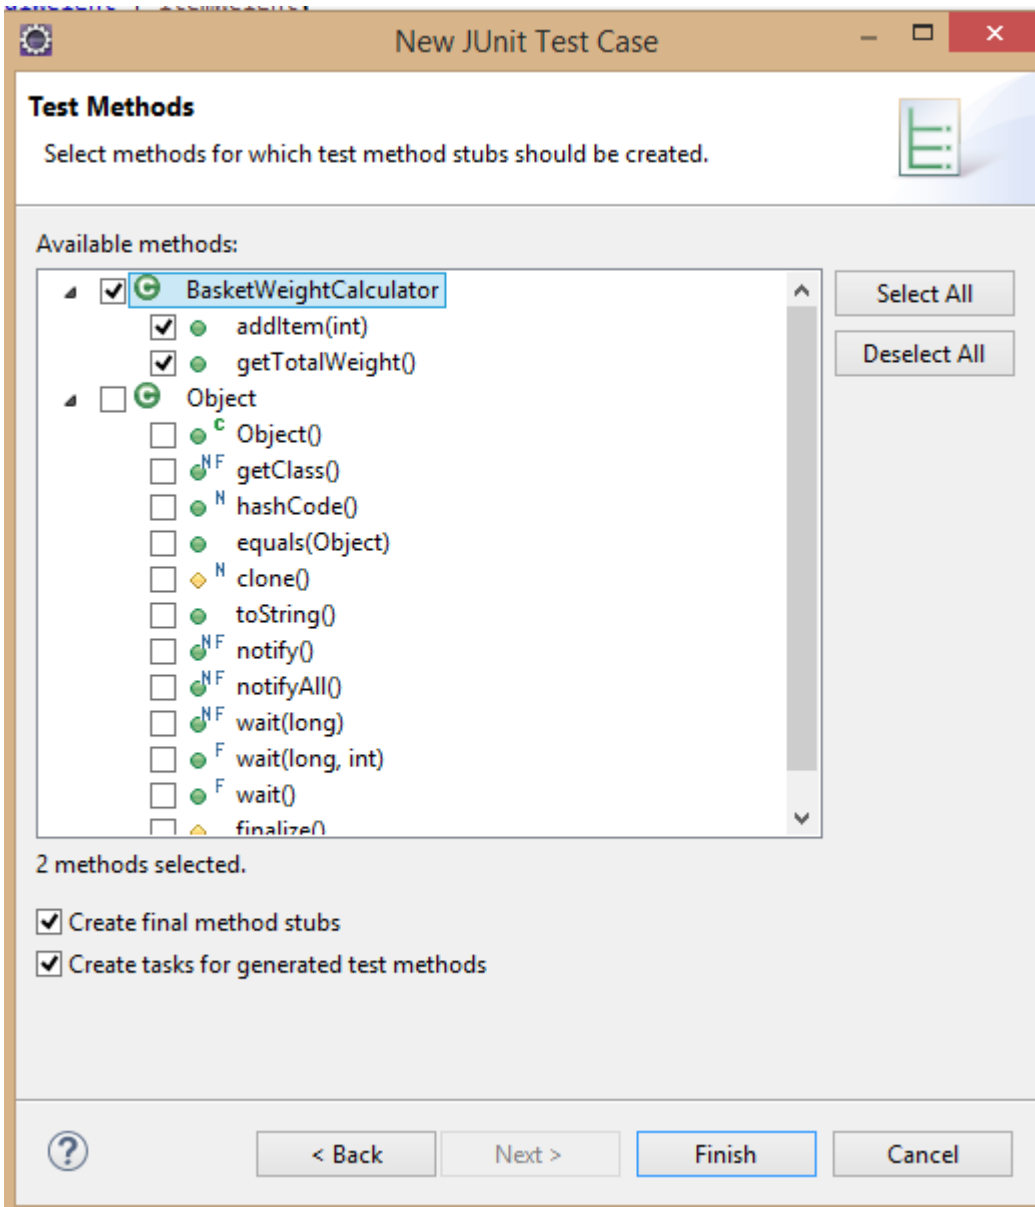 New JUnit Test Case
Test Methods
Select methods for which test method stubs should be created.
Available methods:
BasketWeightCalculator
Select All
addItem(int)
getTotalWeight()
Deselect All
Object
C Object()
N F getClass()
N hashCode()
equals(Object)
N clone()
toString()
N F notify()
N F notifyAll()
N F wait(long)
F wait(long, int)
F wait()
finalize()
2 methods selected.
Create final method stubs
Create tasks for generated test methods
< Back Next > Finish Cancel